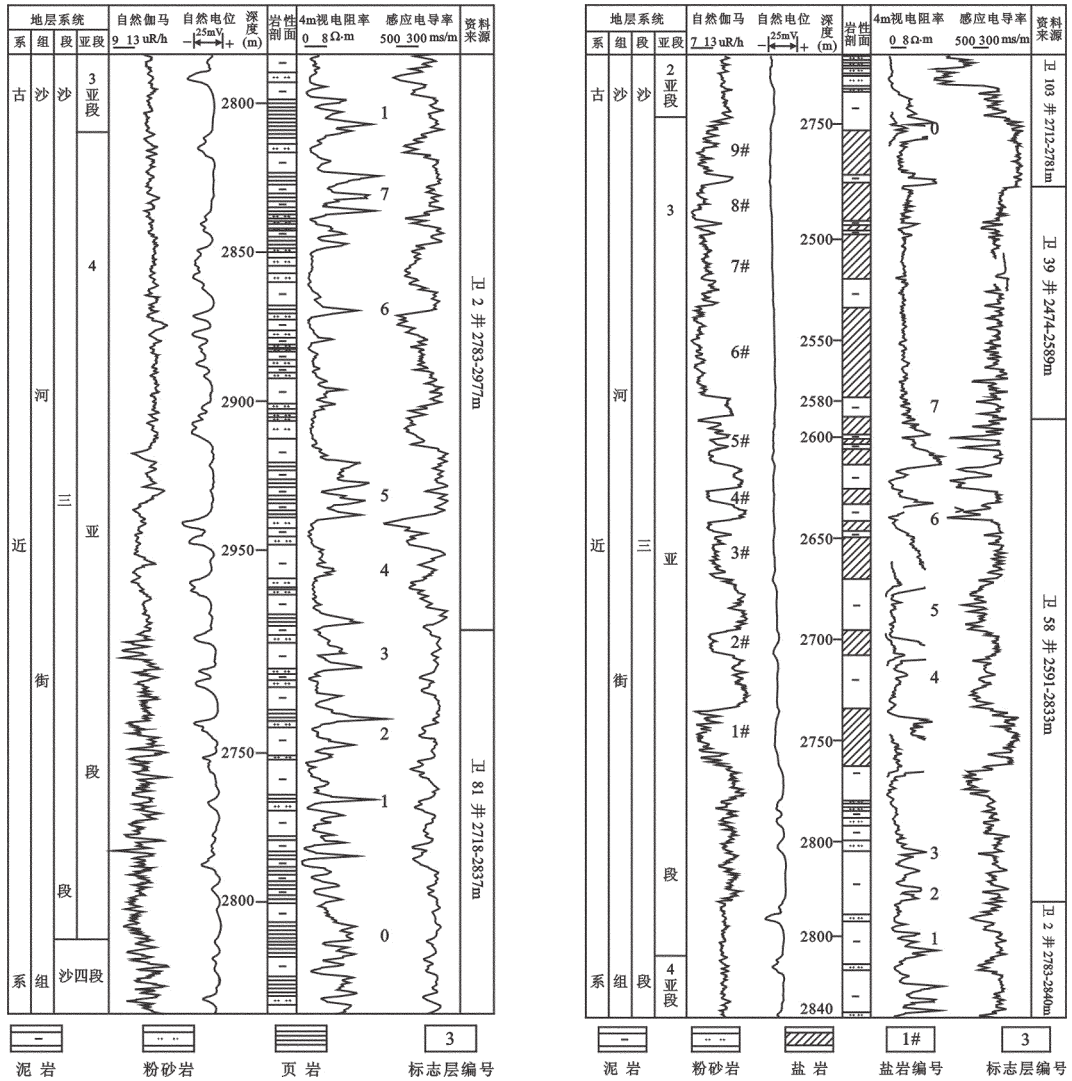 地层系统
自然伽马
自然电位
深度(m)
岩性剖面
4m视电阻率
感应电导率
资料来源
系
组
段
亚段
9 13 uR/h
25mV
- +
0 8 Ω·m
500 300 ms/m
古近系
沙河街组
沙三段
3亚段
4亚段
沙四段
2800
2850
2900
2950
2750
2800
1
7
6
5
4
3
2
1
0
卫 2 井 2783-2977m
卫 81 井 2718-2837m
泥岩
粉砂岩
页岩
3
标志层编号
地层系统
自然伽马
自然电位
深度(m)
岩性剖面
4m视电阻率
感应电导率
资料来源
系
组
段
亚段
7 13 uR/h
25mV
- +
0 8 Ω·m
500 300 ms/m
古近系
沙河街组
沙三段
2亚段
3亚段
4亚段
9#
8#
7#
6#
5#
4#
3#
2#
1#
2750
2500
2550
2580
2600
2650
2700
2750
2800
2800
2840
0
7
6
5
4
3
2
1
卫 103 井 2712-2781m
卫 39 井 2474-2589m
卫 58 井 2591-2833m
卫 2 井 2783-2840m
泥岩
粉砂岩
盐岩
1#
盐岩编号
3
标志层编号